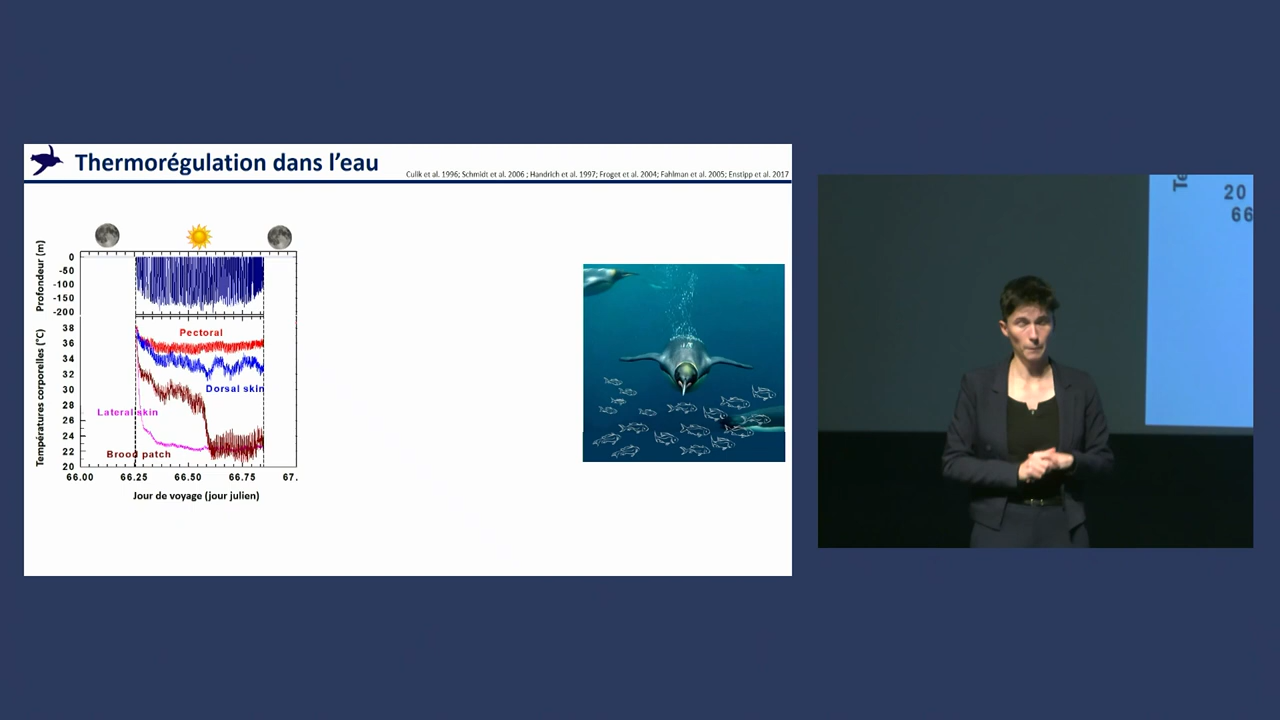 Thermorégulation dans l'eau
Culik et al. 1996; Schmidt et al. 2006 ; Handrich et al. 1997; Froget et al. 2004; Fahlman et al. 2005; Enstipp et al. 2017
Profondeur (m)
0
-50
-100
-150
-200
Températures corporelles (°C)
38
36
34
32
30
28
26
24
22
20
Pectoral
Dorsal skin
Lateral skin
Brood patch
66.00 66.25 66.50 66.75 67.
Jour de voyage (jour julien)
Te
20
66